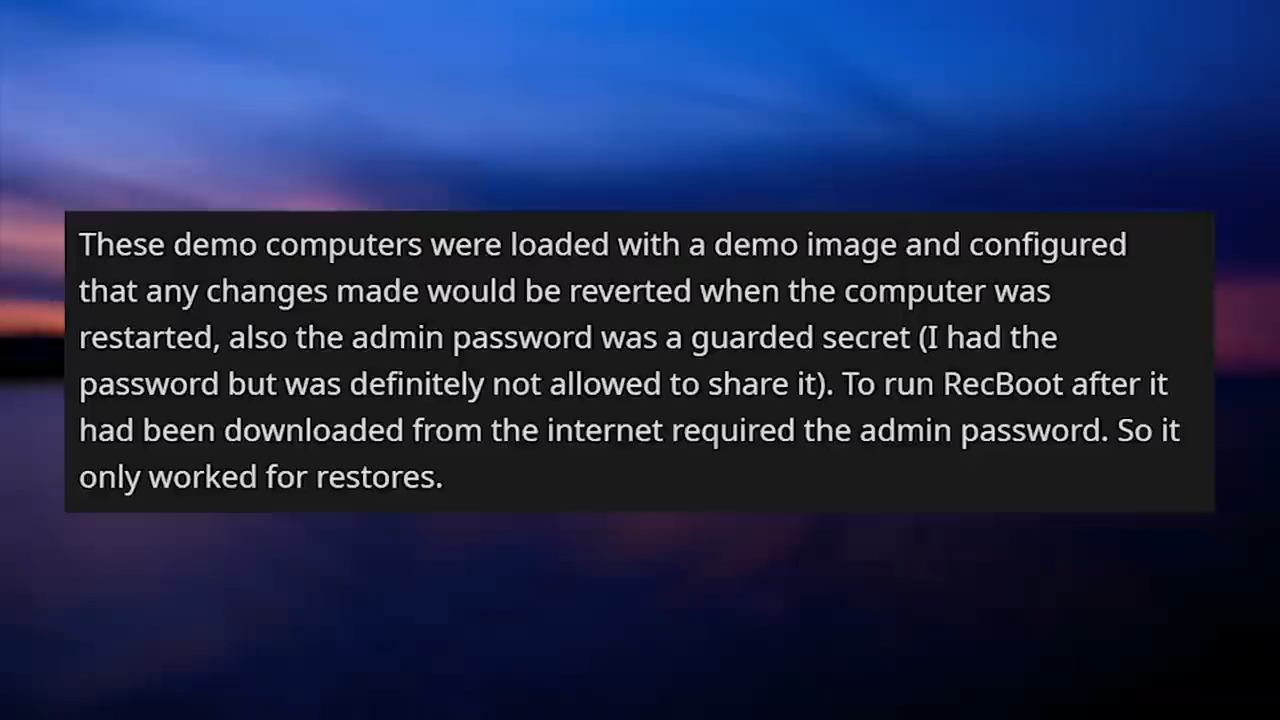 These demo computers were loaded with a demo image and configured
that any changes made would be reverted when the computer was
restarted, also the admin password was a guarded secret (I had the
password but was definitely not allowed to share it). To run RecBoot after it
had been downloaded from the internet required the admin password. So it
only worked for restores.